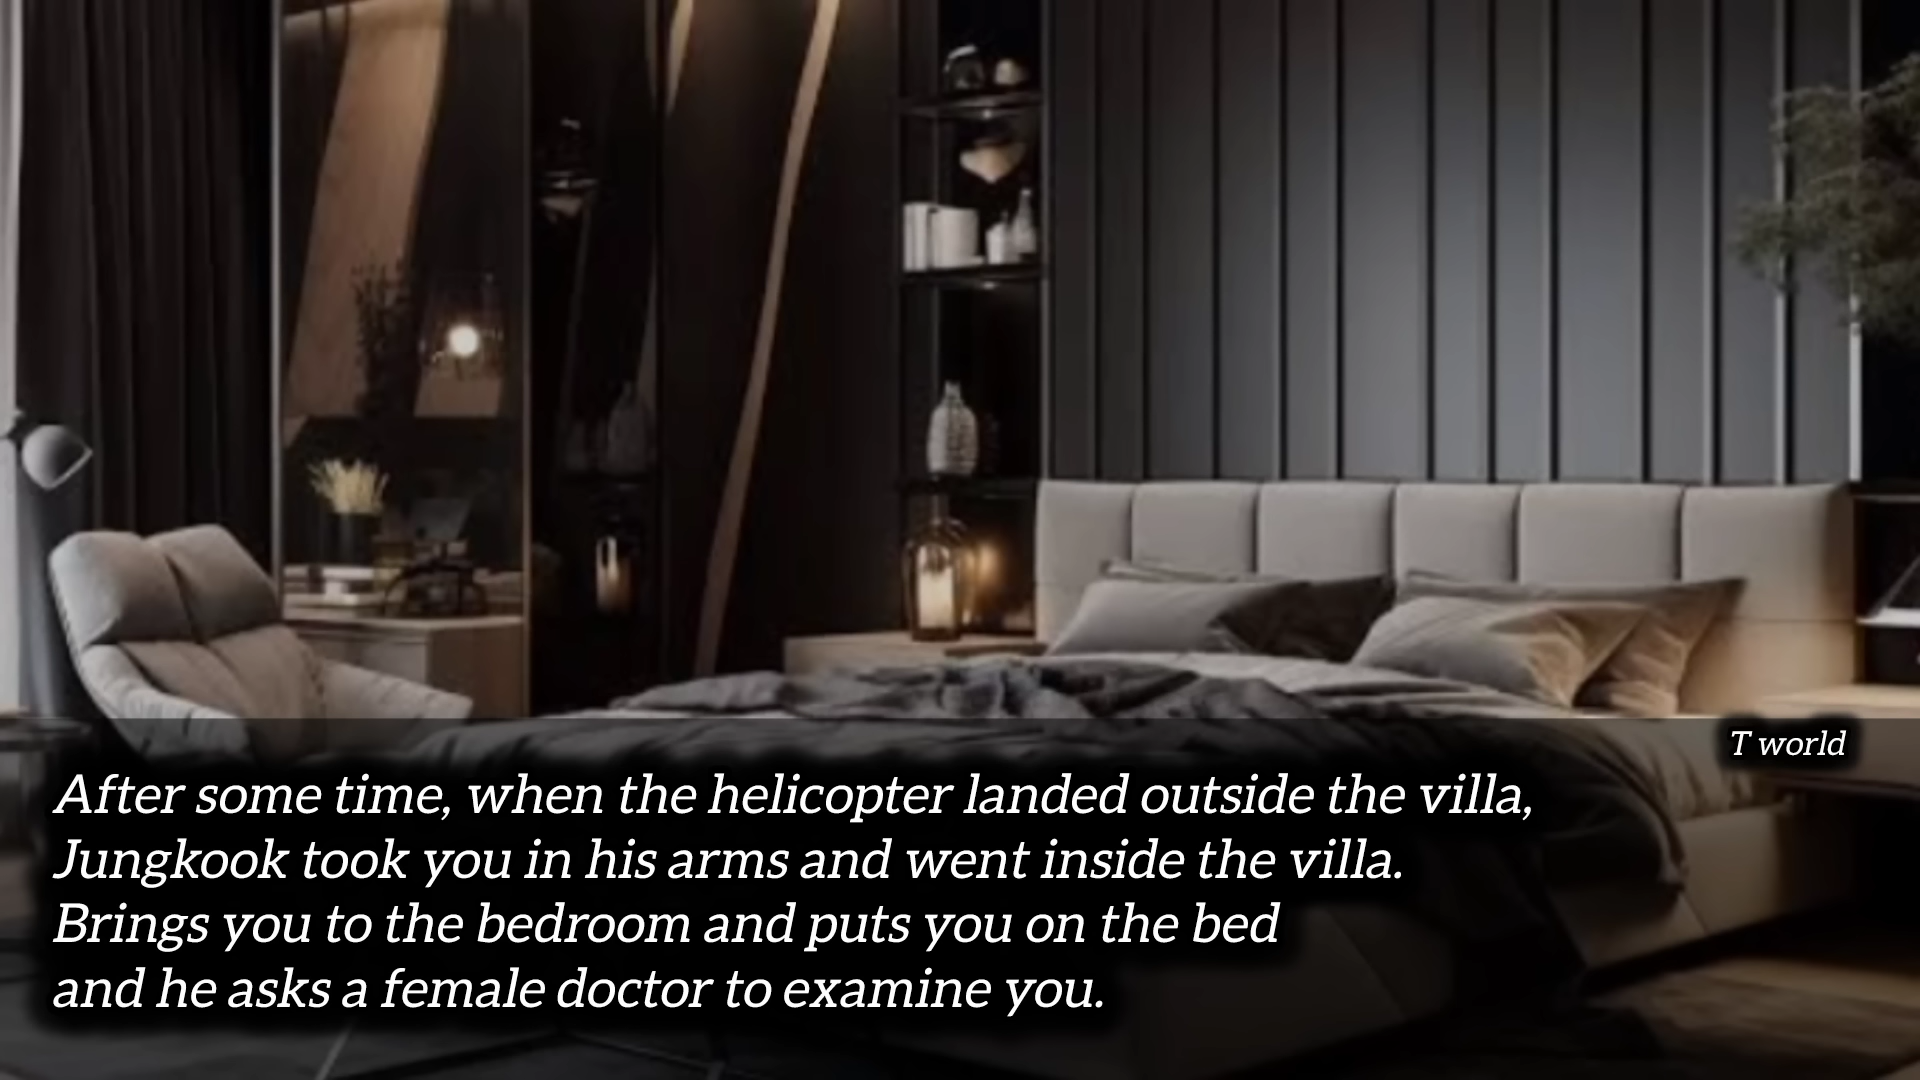 T world
After some time, when the helicopter landed outside the villa,
Jungkook took you in his arms and went inside the villa.
Brings you to the bedroom and puts you on the bed
and he asks a female doctor to examine you.